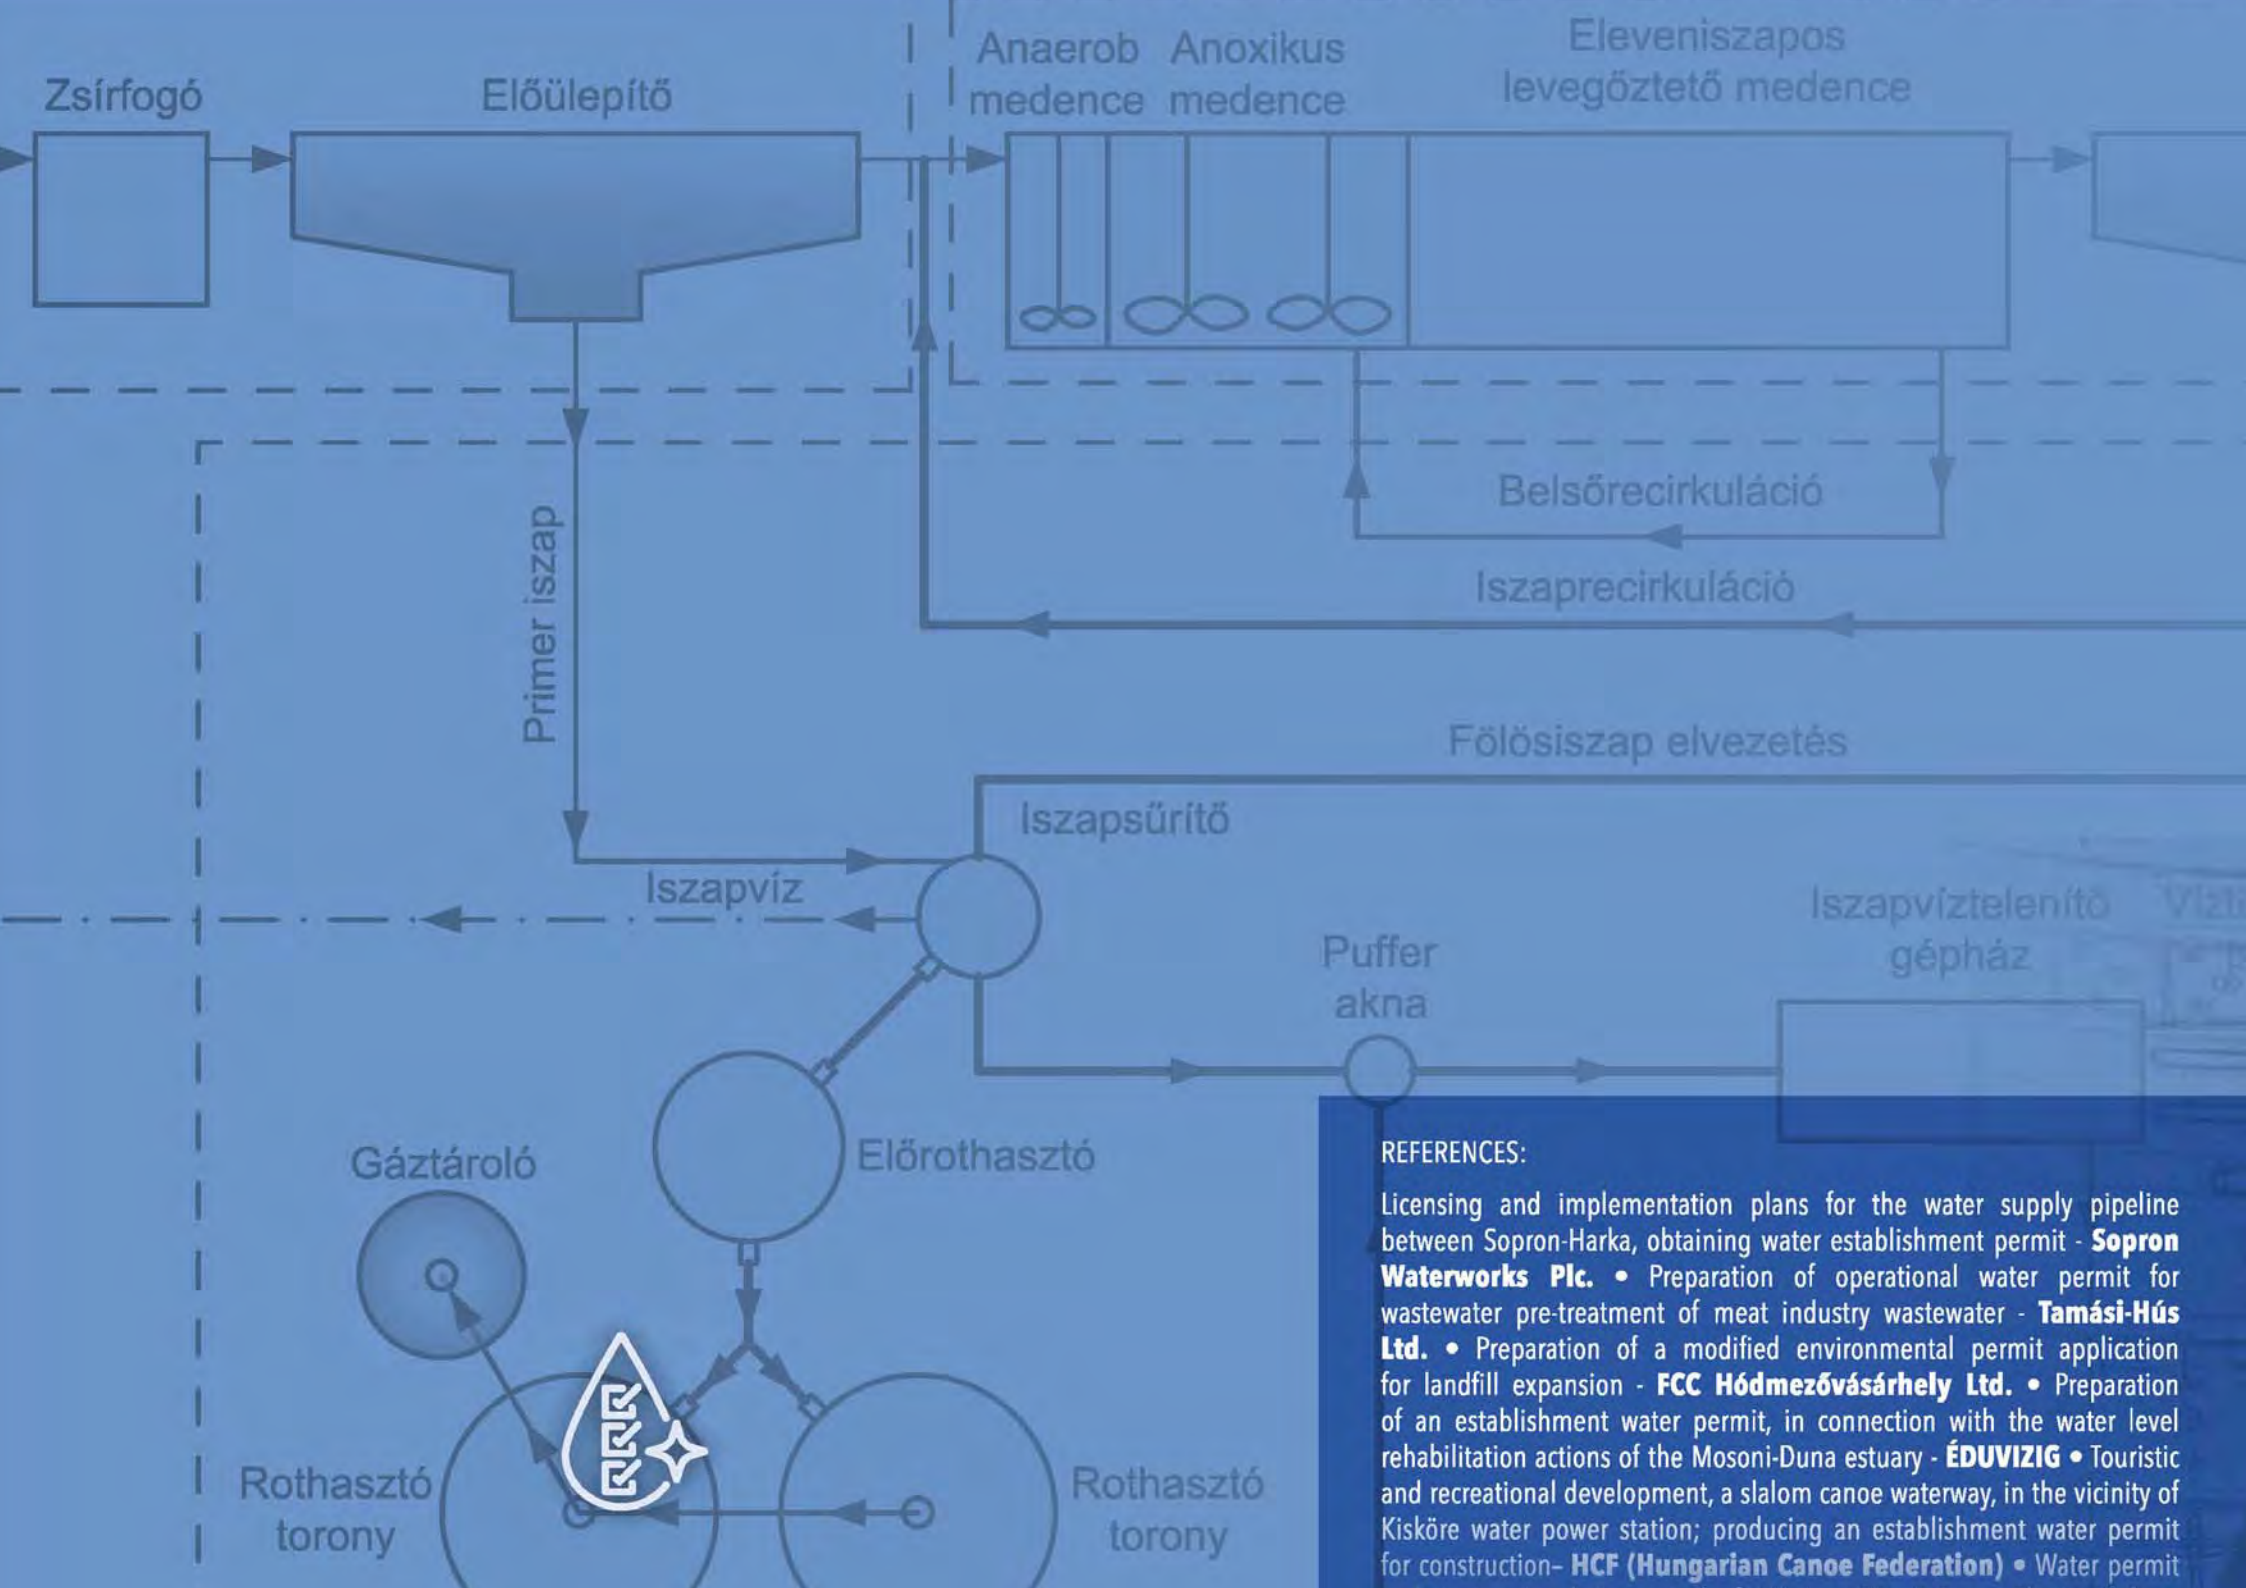 Zsírfogó
Előülepítő
Anaerob
medence
Anoxikus
medence
Eleveniszapos
levegőztető medence
Belsőrecirkuláció
Iszaprecirkuláció
Primer iszap
Fölösiszap elvezetés
Iszapsűrítő
Iszapvíz
Iszapvíztelenítő
gépház
Puffer
akna
Előrothasztó
Gáztároló
Rothasztó
torony
Rothasztó
torony
REFERENCES:
Licensing and implementation plans for the water supply pipeline
between Sopron-Harka, obtaining water establishment permit - Sopron
Waterworks Plc. • Preparation of operational water permit for
wastewater pre-treatment of meat industry wastewater - Tamási-Hús
Ltd. • Preparation of a modified environmental permit application
for landfill expansion - FCC Hódmezővásárhely Ltd. • Preparation
of an establishment water permit, in connection with the water level
rehabilitation actions of the Mosoni-Duna estuary - ÉDUVIZIG • Touristic
and recreational development, a slalom canoe waterway, in the vicinity of
Kisköre water power station; producing an establishment water permit
for construction– HCF (Hungarian Canoe Federation) • Water permit